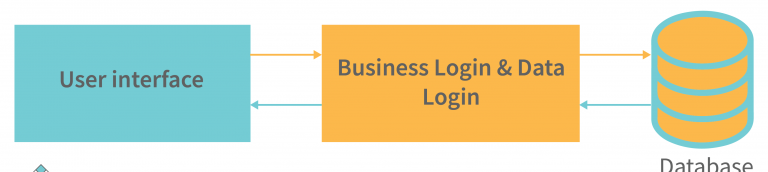 User interface
Business Login & Data
Login
Database